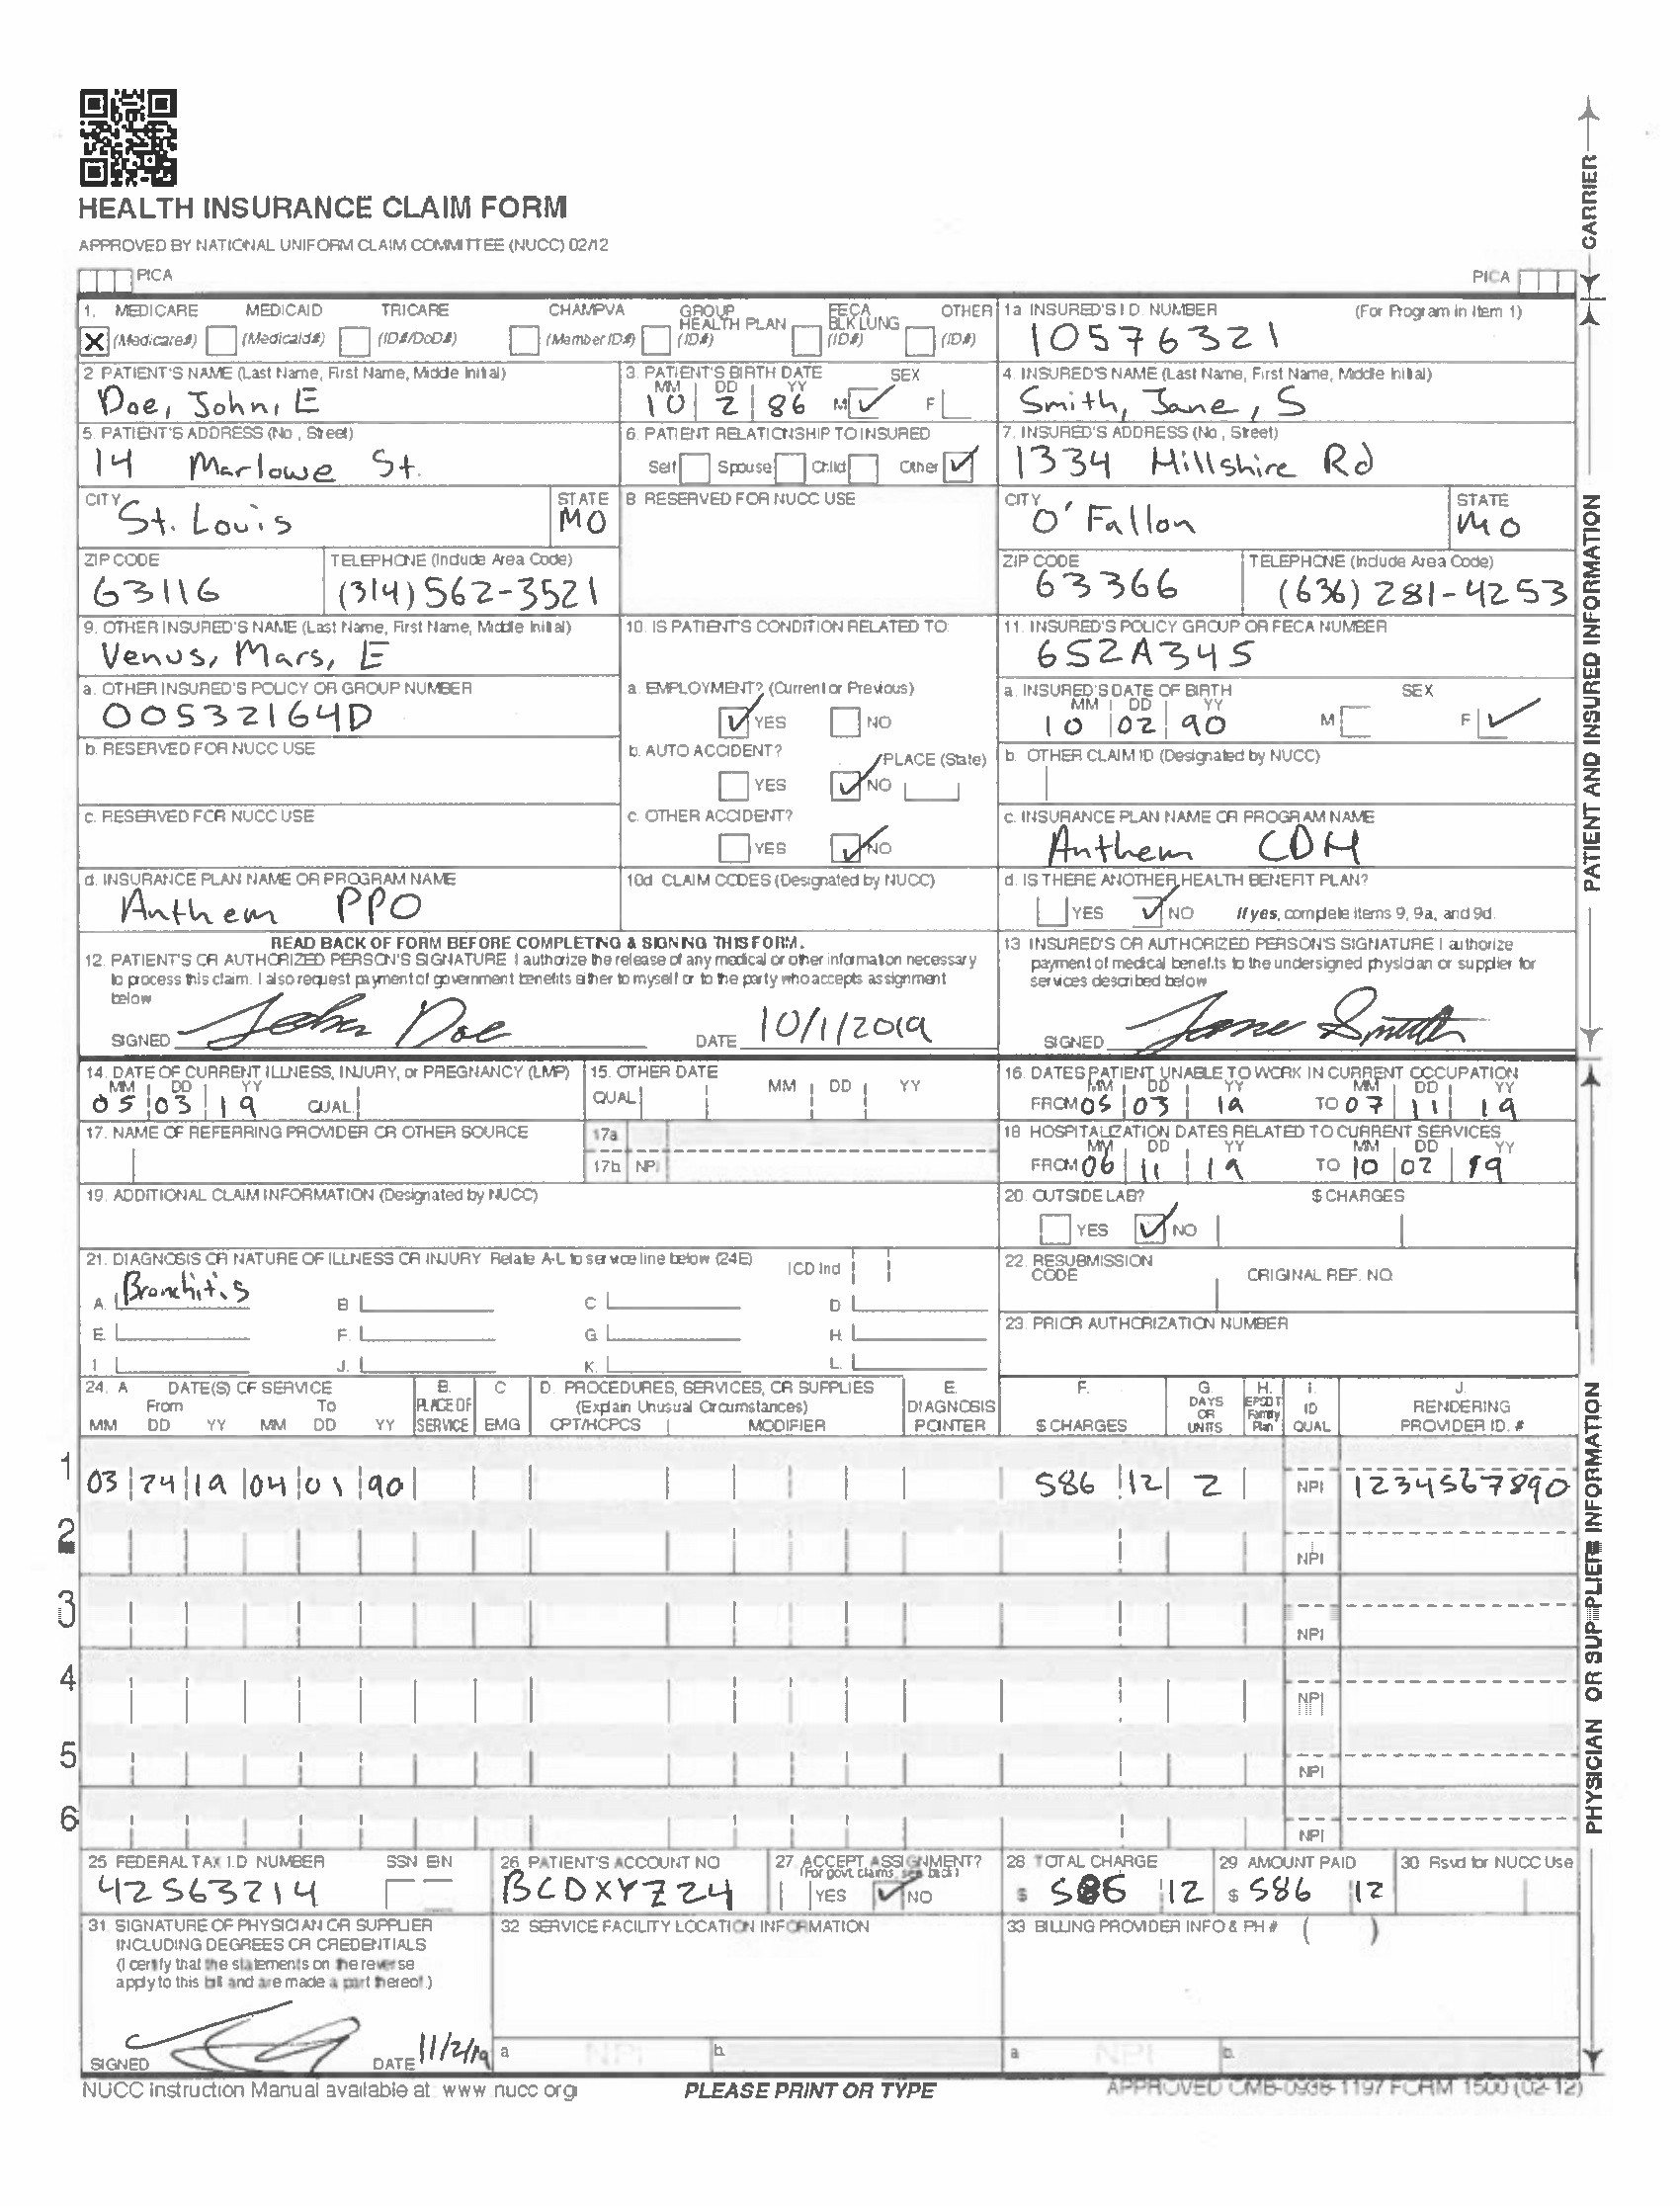 HEALTH INSURANCE CLAIM FORM
APPROVED BY NATIONAL UNIFORM CLAIM COMMITTEE (NUCC) 02/12
PICA PICA
CARRIER
1. MEDICARE MEDICAID TRICARE CHAMPVA GROUP HEALTH PLAN FECA BLK LUNG OTHER
X (Medicare#) (Medicaid#) (ID#/DoD#) (Member ID#) (ID#) (ID#) (ID#)
1a INSURED'S I.D. NUMBER (For Program in Item 1)
10576321
2 PATIENT'S NAME (Last Name, First Name, Middle Initial)
Doe, John, E
3. PATIENT'S BIRTH DATE SEX
MM DD YY
10 2 86 M F
4. INSURED'S NAME (Last Name, First Name, Middle Initial)
Smith, Jane, S
5. PATIENT'S ADDRESS (No., Street)
14 Marlowe St.
6. PATIENT RELATIONSHIP TO INSURED
Self Spouse Child Other
7. INSURED'S ADDRESS (No., Street)
1334 Hillshire Rd
CITY STATE
St. Louis MO
8 RESERVED FOR NUCC USE
CITY STATE
O'Fallon MO
ZIP CODE TELEPHONE (Include Area Code)
63116 (314) 562-3521
ZIP CODE TELEPHONE (Include Area Code)
63366 (636) 281-4253
9. OTHER INSURED'S NAME (Last Name, First Name, Middle Initial)
Venus, Mars, E
10. IS PATIENT'S CONDITION RELATED TO:
11. INSURED'S POLICY GROUP OR FECA NUMBER
652A345
a. OTHER INSURED'S POLICY OR GROUP NUMBER
00532164D
a. EMPLOYMENT? (Current or Previous)
YES NO
a. INSURED'S DATE OF BIRTH SEX
MM DD YY
10 02 90 M F
b. RESERVED FOR NUCC USE
b. AUTO ACCIDENT? PLACE (State)
YES NO
b. OTHER CLAIM ID (Designated by NUCC)
c. RESERVED FOR NUCC USE
c. OTHER ACCIDENT?
YES NO
c. INSURANCE PLAN NAME OR PROGRAM NAME
Anthem CDH
d. INSURANCE PLAN NAME OR PROGRAM NAME
Anthem PPO
10d CLAIM CODES (Designated by NUCC)
d. IS THERE ANOTHER HEALTH BENEFIT PLAN?
YES NO If yes, complete items 9, 9a, and 9d.
PATIENT AND INSURED INFORMATION
READ BACK OF FORM BEFORE COMPLETING & SIGNING THIS FORM.
12. PATIENT'S OR AUTHORIZED PERSON'S SIGNATURE I authorize the release of any medical or other information necessary
to process this claim. I also request payment of government benefits either to myself or to the party who accepts assignment
below
SIGNED John Doe DATE 10/1/2019
13 INSURED'S OR AUTHORIZED PERSON'S SIGNATURE I authorize
payment of medical benefits to the undersigned physician or supplier for
services described below
SIGNED Jane Smith
14. DATE OF CURRENT ILLNESS, INJURY, or PREGNANCY (LMP)
MM DD YY
05 03 19 QUAL
15. OTHER DATE
QUAL MM DD YY
16. DATES PATIENT UNABLE TO WORK IN CURRENT OCCUPATION
MM DD YY MM DD YY
FROM 05 03 19 TO 07 11 19
17. NAME OF REFERRING PROVIDER OR OTHER SOURCE
17a
17b NPI
18 HOSPITALIZATION DATES RELATED TO CURRENT SERVICES
MM DD YY MM DD YY
FROM 06 11 19 TO 10 02 19
19. ADDITIONAL CLAIM INFORMATION (Designated by NUCC)
20. OUTSIDE LAB? $ CHARGES
YES NO
21. DIAGNOSIS OR NATURE OF ILLNESS OR INJURY Relate A-L to service line below (24E) ICD Ind
A. Bronchitis B C D
E. F. G H.
I. J. K. L.
22. RESUBMISSION CODE ORIGINAL REF. NO.
23. PRIOR AUTHORIZATION NUMBER
24. A DATE(S) OF SERVICE B. C D. PROCEDURES, SERVICES, OR SUPPLIES E. F. G. H. I. J.
From To PLACE OF (Explain Unusual Circumstances) DIAGNOSIS DAYS OR UNITS EPSDT Family Plan ID RENDERING
MM DD YY MM DD YY SERVICE EMG CPT/HCPCS MODIFIER POINTER $ CHARGES QUAL PROVIDER ID. #
1 03 24 19 04 01 90 586 12 2 NPI 1234567890
2 NPI
3 NPI
4 NPI
5 NPI
6 NPI
PHYSICIAN OR SUPPLIER INFORMATION
25 FEDERAL TAX I.D NUMBER SSN EIN
42563214
26. PATIENT'S ACCOUNT NO
BCDXYZ24
27. ACCEPT ASSIGNMENT?
(For govt. claims, see back)
YES NO
28 TOTAL CHARGE
$ 586 12
29 AMOUNT PAID
$ 586 12
30 Rsvd for NUCC Use
31 SIGNATURE OF PHYSICIAN OR SUPPLIER
INCLUDING DEGREES OR CREDENTIALS
(I certify that the statements on the reverse
apply to this bill and are made a part thereof.)
SIGNED DATE 11/2/19
32 SERVICE FACILITY LOCATION INFORMATION
a NPI b.
33 BILLING PROVIDER INFO & PH # ( )
a NPI b.
NUCC Instruction Manual available at: www.nucc.org
PLEASE PRINT OR TYPE
APPROVED OMB-0938-1197 FORM 1500 (02-12)